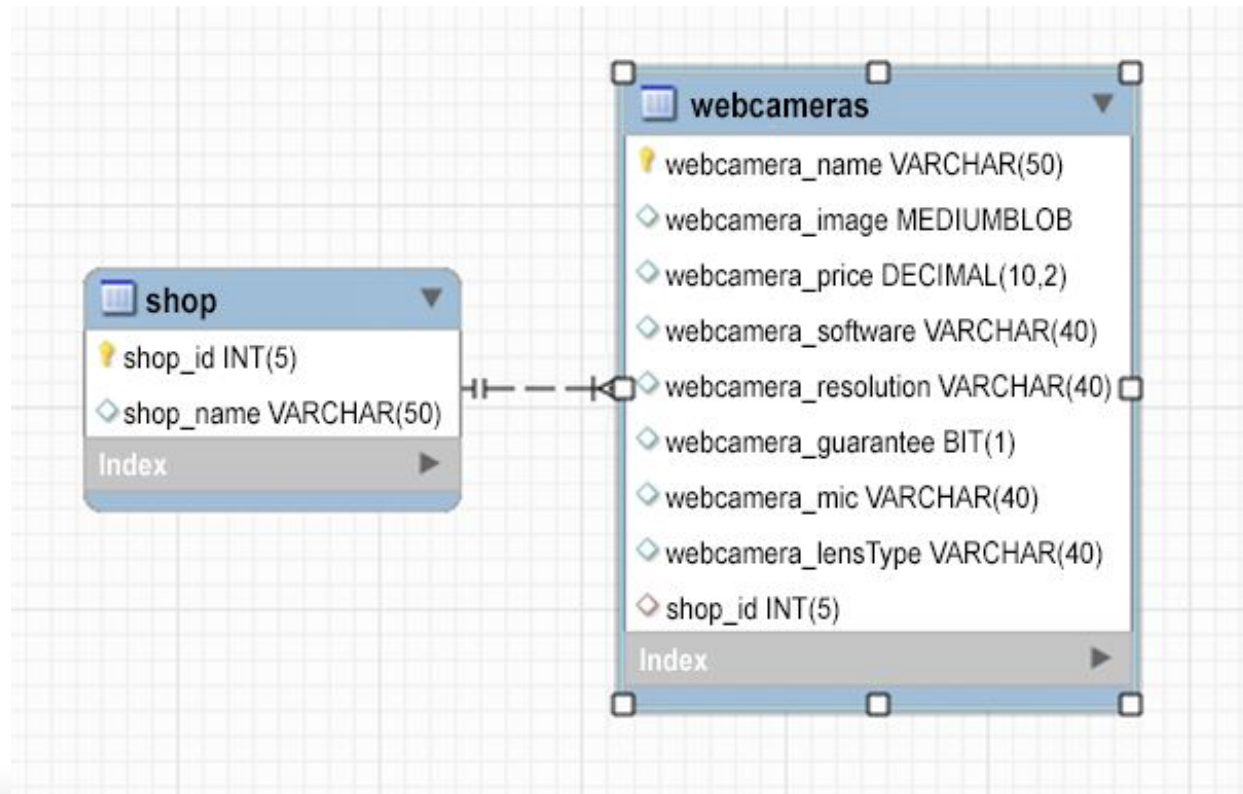 shop
shop_id INT(5)
shop_name VARCHAR(50)
Index
webcameras
webcamera_name VARCHAR(50)
webcamera_image MEDIUMBLOB
webcamera_price DECIMAL(10,2)
webcamera_software VARCHAR(40)
webcamera_resolution VARCHAR(40)
webcamera_guarantee BIT(1)
webcamera_mic VARCHAR(40)
webcamera_lensType VARCHAR(40)
shop_id INT(5)
Index